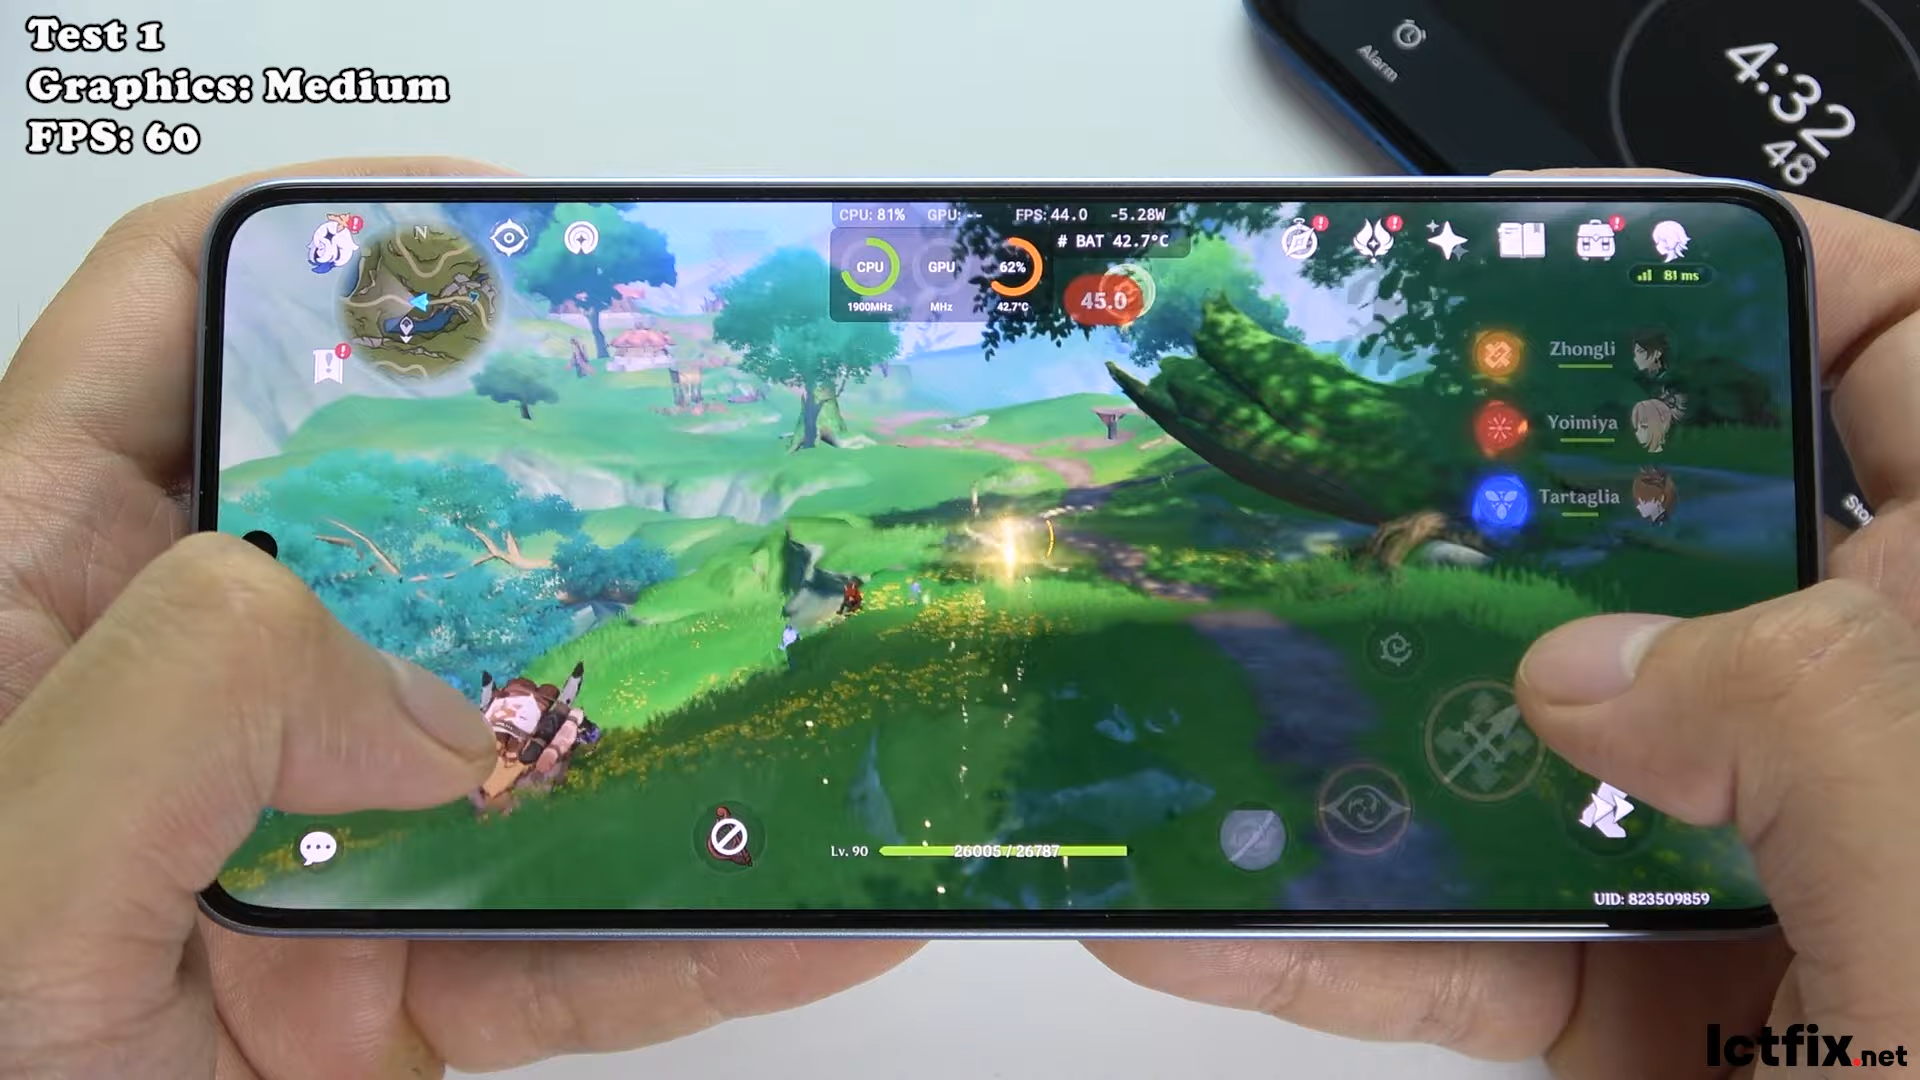 Test 1
Graphics: Medium
FPS: 60
Alarm
4:32
48
CPU: 81% GPU: -- FPS: 44.0 -5.28W
# BAT 42.7°C
CPU GPU 62%
1900MHz MHz 42.7°C
45.0
N
81 ms
Zhongli
Yoimiya
Tartaglia
Lv. 90 26005 / 26787
UID: 823509859
Ictfix.net